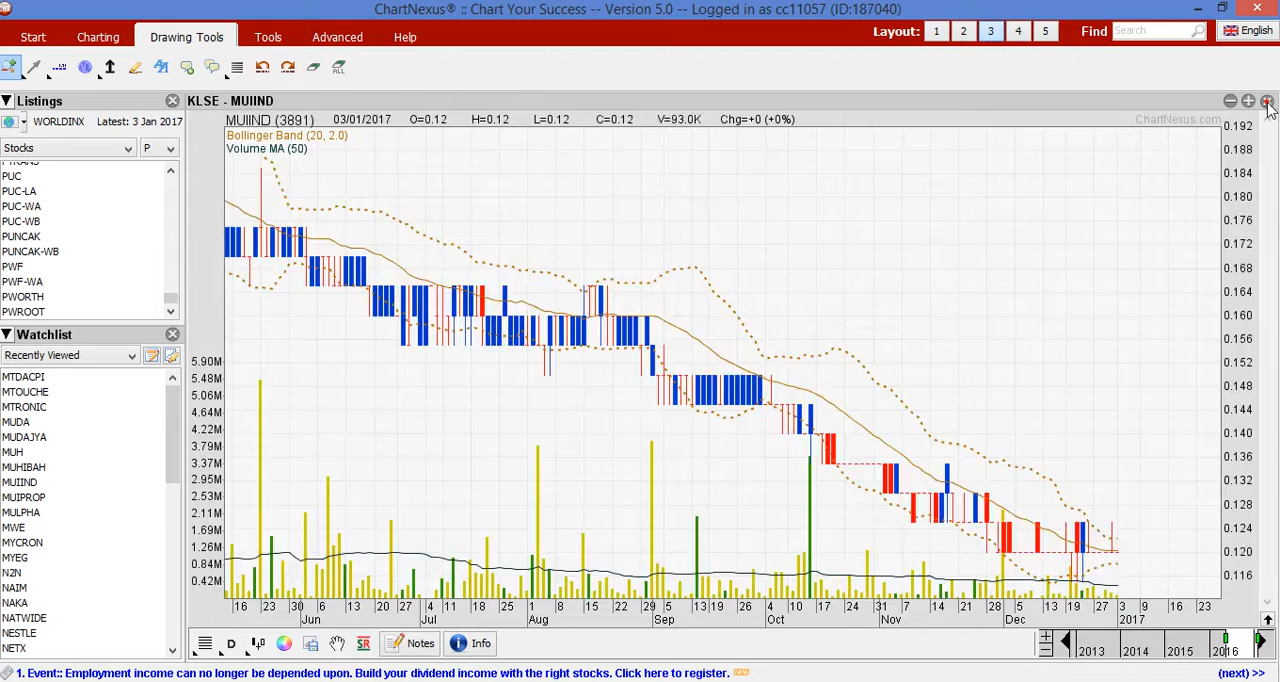 ChartNexus® :: Chart Your Success -- Version 5.0 -- Logged in as cc11057 (ID:187040)
Start Charting Drawing Tools Tools Advanced Help Layout: 1 2 3 4 5 Find Search English
ALL
Listings
WORLDINX Latest: 3 Jan 2017
Stocks P
PUC
PUC-LA
PUC-WA
PUC-WB
PUNCAK
PUNCAK-WB
PWF
PWF-WA
PWORTH
PWROOT
Watchlist
Recently Viewed
MTDACPI
MTOUCHE
MTRONIC
MUDA
MUDAJYA
MUH
MUHIBAH
MUIIND
MUIPROP
MULPHA
MWE
MYCRON
MYEG
N2N
NAIM
NAKA
NATWIDE
NESTLE
NETX
KLSE - MUIIND
MUIIND (3891) 03/01/2017 O=0.12 H=0.12 L=0.12 C=0.12 V=93.0K Chg=+0 (+0%) ChartNexus.com
Bollinger Band (20, 2.0)
Volume MA (50)
0.192
0.188
0.184
0.180
0.176
0.172
0.168
0.164
0.160
0.156
0.152
0.148
0.144
0.140
0.136
0.132
0.128
0.124
0.120
0.116
5.90M
5.48M
5.06M
4.64M
4.22M
3.79M
3.37M
2.95M
2.53M
2.11M
1.69M
1.26M
0.84M
0.42M
16 23 30 6 13 20 27 4 11 18 25 1 8 15 22 29 5 13 19 26 4 10 17 24 31 7 14 21 28 5 13 19 27 3 9 16 23
Jun Jul Aug Sep Oct Nov Dec 2017
D SR Notes Info 2013 2014 2015 2016
1. Event:: Employment income can no longer be depended upon. Build your dividend income with the right stocks. Click here to register. NEW (next) >>